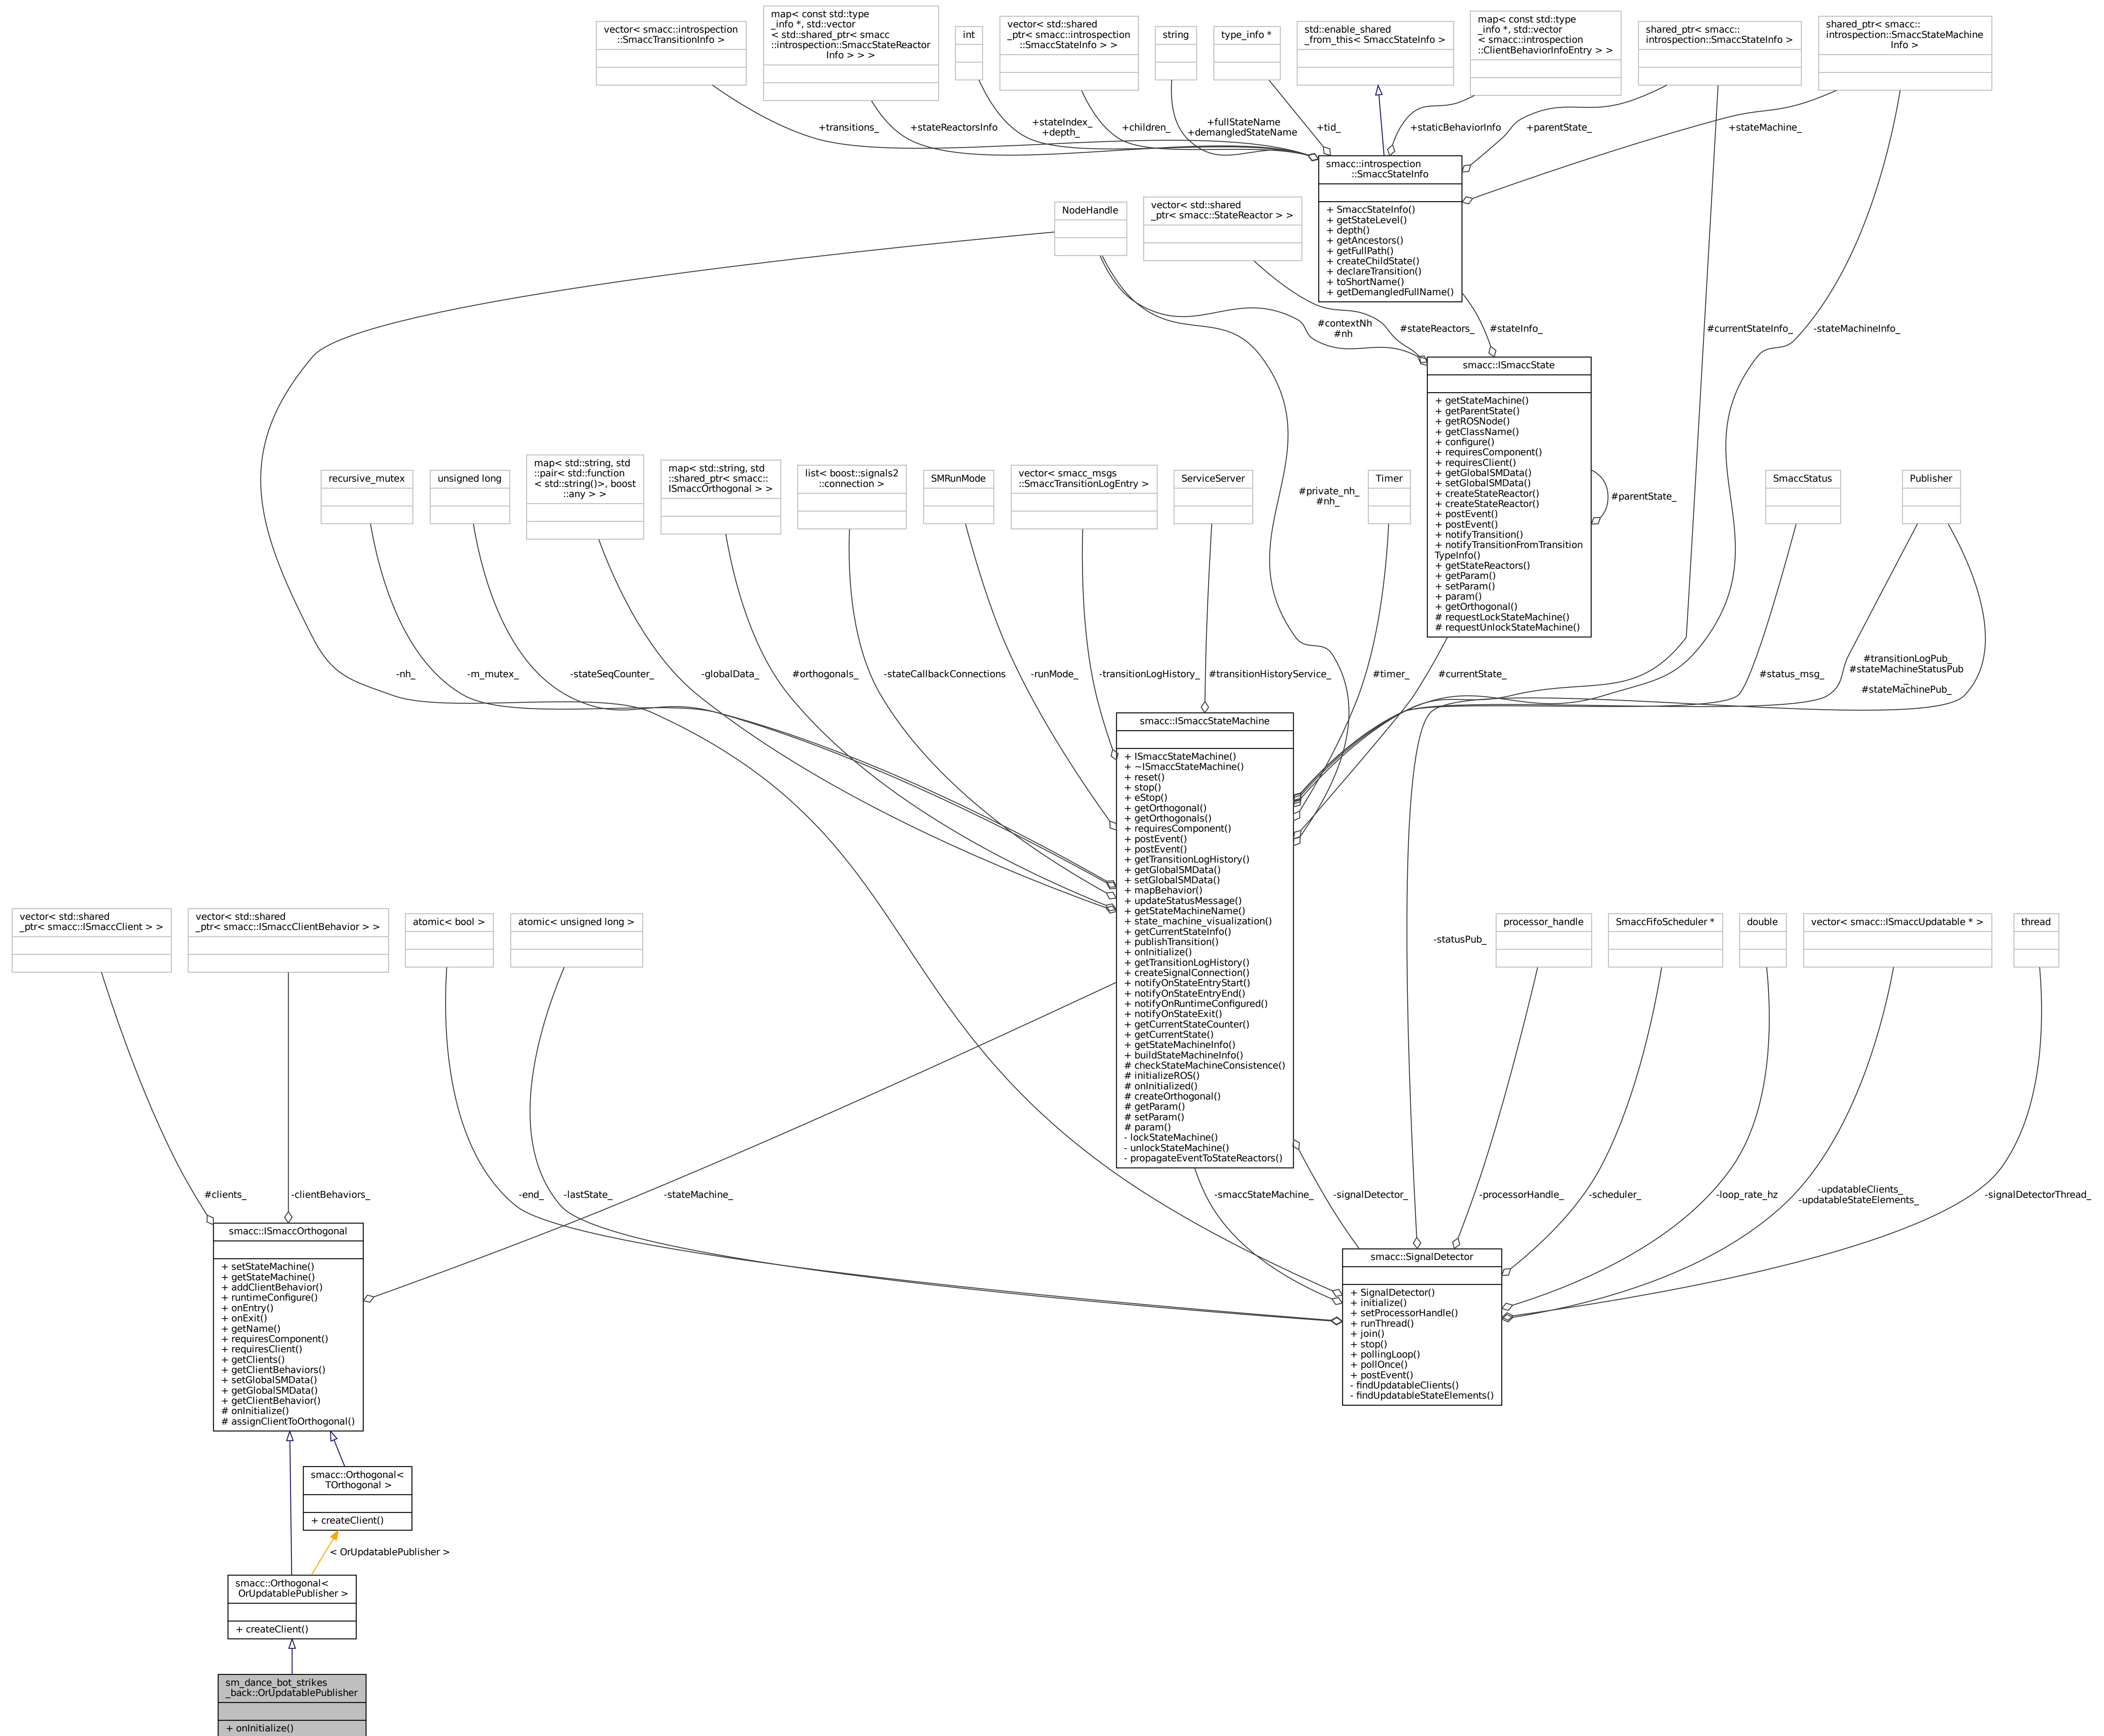 vector< smacc::introspection
::SmaccTransitionInfo >
map< const std::type
_info *, std::vector
< std::shared_ptr< smacc
::introspection::SmaccStateReactor
Info > > >
int
vector< std::shared
_ptr< smacc::introspection
::SmaccStateInfo > >
string
type_info *
std::enable_shared
_from_this< SmaccStateInfo >
map< const std::type
_info *, std::vector
< smacc::introspection
::ClientBehaviorInfoEntry > >
shared_ptr< smacc::
introspection::SmaccStateInfo >
shared_ptr< smacc::
introspection::SmaccStateMachine
Info >
+transitions_
+stateReactorsInfo
+stateIndex_
+depth_
+children_
+fullStateName
+demangledStateName
+tid_
+staticBehaviorInfo
+parentState_
+stateMachine_
smacc::introspection
::SmaccStateInfo
+ SmaccStateInfo()
+ getStateLevel()
+ depth()
+ getAncestors()
+ getFullPath()
+ createChildState()
+ declareTransition()
+ toShortName()
+ getDemangledFullName()
NodeHandle
vector< std::shared
_ptr< smacc::StateReactor > >
#contextNh
#nh
#stateReactors_
#stateInfo_
#currentStateInfo_
-stateMachineInfo_
smacc::ISmaccState
+ getStateMachine()
+ getParentState()
+ getROSNode()
+ getClassName()
+ configure()
+ requiresComponent()
+ requiresClient()
+ getGlobalSMData()
+ setGlobalSMData()
+ createStateReactor()
+ createStateReactor()
+ postEvent()
+ postEvent()
+ notifyTransition()
+ notifyTransitionFromTransition
TypeInfo()
+ getStateReactors()
+ getParam()
+ setParam()
+ param()
+ getOrthogonal()
# requestLockStateMachine()
# requestUnlockStateMachine()
#parentState_
recursive_mutex
unsigned long
map< std::string, std
::pair< std::function
< std::string()>, boost
::any > >
map< std::string, std
::shared_ptr< smacc::
ISmaccOrthogonal > >
list< boost::signals2
::connection >
SMRunMode
vector< smacc_msgs
::SmaccTransitionLogEntry >
ServiceServer
#private_nh_
#nh_
Timer
SmaccStatus
Publisher
-nh_
-m_mutex_
-stateSeqCounter_
-globalData_
#orthogonals_
-stateCallbackConnections
-runMode_
-transitionLogHistory_
#transitionHistoryService_
#timer_
#currentState_
#status_msg_
#transitionLogPub_
#stateMachineStatusPub
_
#stateMachinePub_
smacc::ISmaccStateMachine
+ ISmaccStateMachine()
+ ~ISmaccStateMachine()
+ reset()
+ stop()
+ eStop()
+ getOrthogonal()
+ getOrthogonals()
+ requiresComponent()
+ postEvent()
+ postEvent()
+ getTransitionLogHistory()
+ getGlobalSMData()
+ setGlobalSMData()
+ mapBehavior()
+ updateStatusMessage()
+ getStateMachineName()
+ state_machine_visualization()
+ getCurrentStateInfo()
+ publishTransition()
+ onInitialize()
+ getTransitionLogHistory()
+ createSignalConnection()
+ notifyOnStateEntryStart()
+ notifyOnStateEntryEnd()
+ notifyOnRuntimeConfigured()
+ notifyOnStateExit()
+ getCurrentStateCounter()
+ getCurrentState()
+ getStateMachineInfo()
+ buildStateMachineInfo()
# checkStateMachineConsistence()
# initializeROS()
# onInitialized()
# createOrthogonal()
# getParam()
# setParam()
# param()
- lockStateMachine()
- unlockStateMachine()
- propagateEventToStateReactors()
vector< std::shared
_ptr< smacc::ISmaccClient > >
vector< std::shared
_ptr< smacc::ISmaccClientBehavior > >
atomic< bool >
atomic< unsigned long >
-statusPub_
processor_handle
SmaccFifoScheduler *
double
vector< smacc::ISmaccUpdatable * >
thread
#clients_
-clientBehaviors_
-end_
-lastState_
-stateMachine_
-smaccStateMachine_
-signalDetector_
-processorHandle_
-scheduler_
-loop_rate_hz
-updatableClients_
-updatableStateElements_
-signalDetectorThread_
smacc::ISmaccOrthogonal
+ setStateMachine()
+ getStateMachine()
+ addClientBehavior()
+ runtimeConfigure()
+ onEntry()
+ onExit()
+ getName()
+ requiresComponent()
+ requiresClient()
+ getClients()
+ getClientBehaviors()
+ setGlobalSMData()
+ getGlobalSMData()
+ getClientBehavior()
# onInitialize()
# assignClientToOrthogonal()
smacc::SignalDetector
+ SignalDetector()
+ initialize()
+ setProcessorHandle()
+ runThread()
+ join()
+ stop()
+ pollingLoop()
+ pollOnce()
+ postEvent()
- findUpdatableClients()
- findUpdatableStateElements()
smacc::Orthogonal<
TOrthogonal >
+ createClient()
< OrUpdatablePublisher >
smacc::Orthogonal<
OrUpdatablePublisher >
+ createClient()
sm_dance_bot_strikes
_back::OrUpdatablePublisher
+ onInitialize()